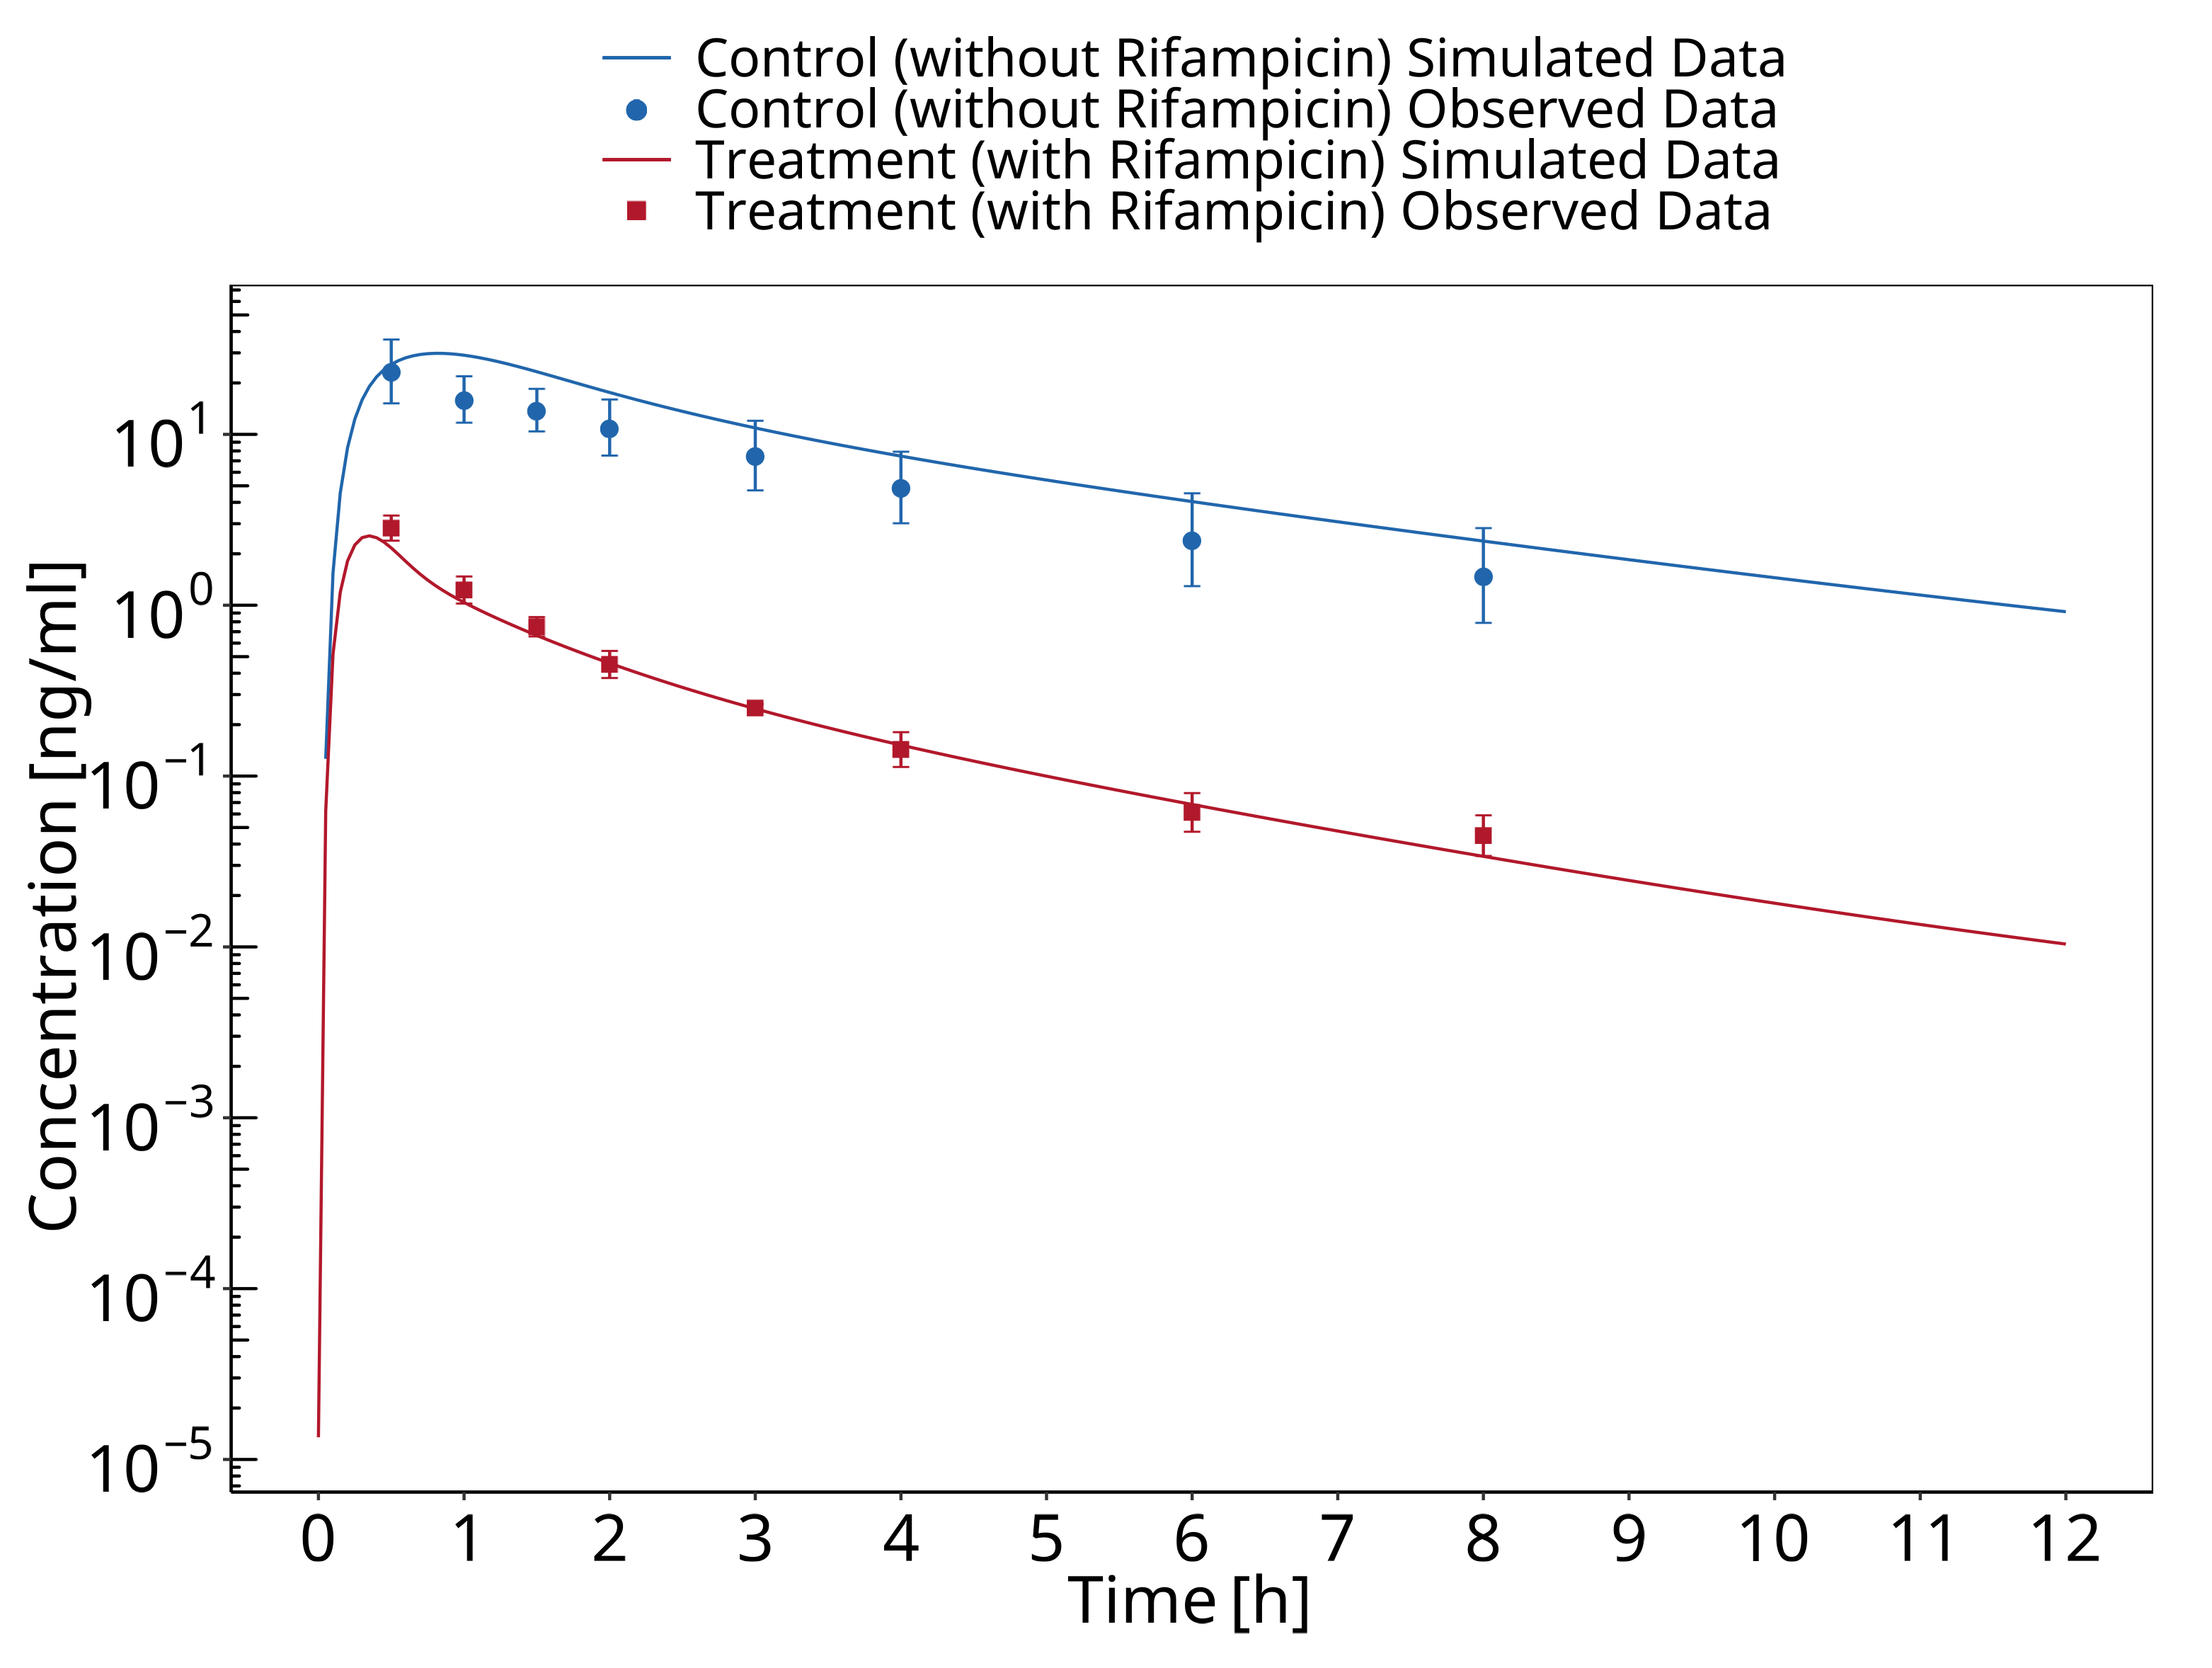 Control (without Rifampicin) Simulated Data
Control (without Rifampicin) Observed Data
Treatment (with Rifampicin) Simulated Data
Treatment (with Rifampicin) Observed Data
Concentration [ng/ml]
10^1
10^0
10^−1
10^−2
10^−3
10^−4
10^−5
0 1 2 3 4 5 6 7 8 9 10 11 12
Time [h]